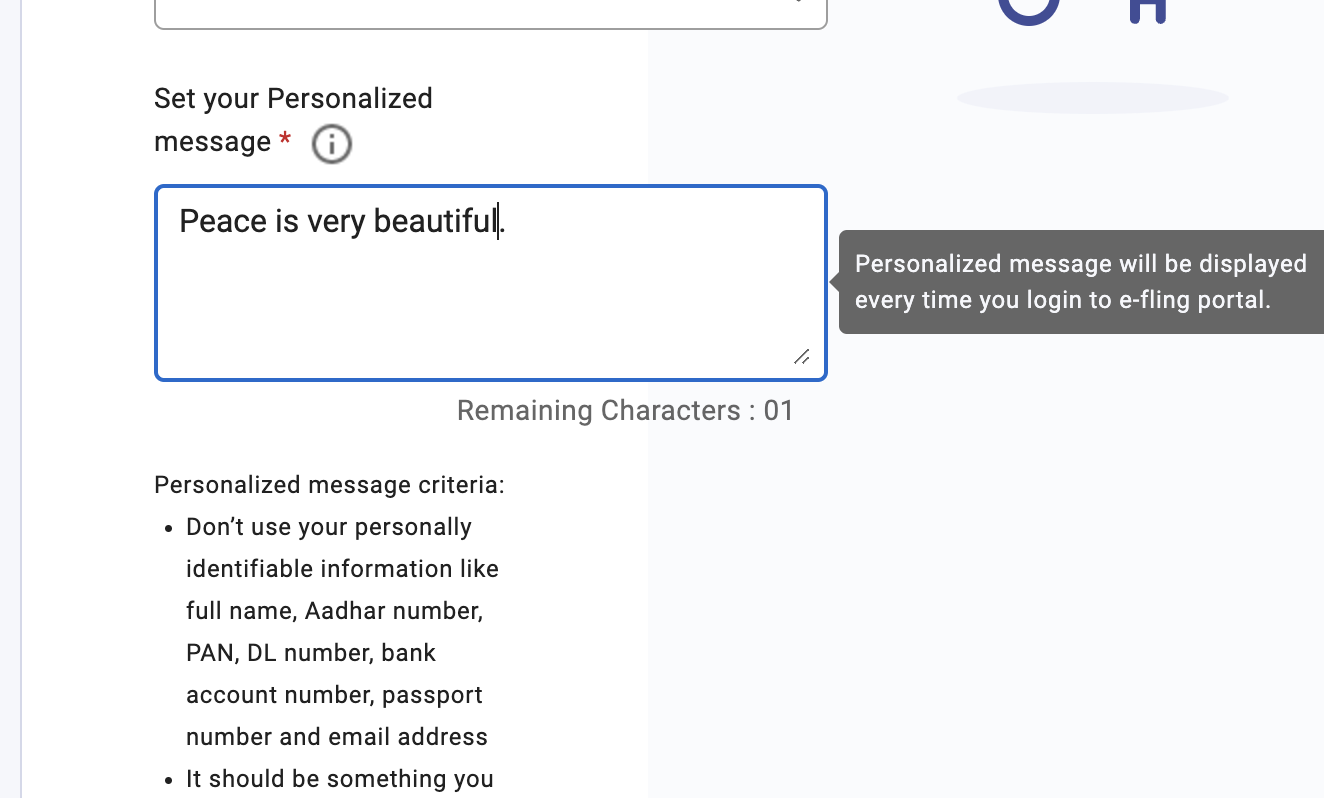 Set your Personalized
message *
Peace is very beautiful.
Personalized message will be displayed
every time you login to e-fling portal.
Remaining Characters : 01
Personalized message criteria:
• Don’t use your personally
identifiable information like
full name, Aadhar number,
PAN, DL number, bank
account number, passport
number and email address
• It should be something you